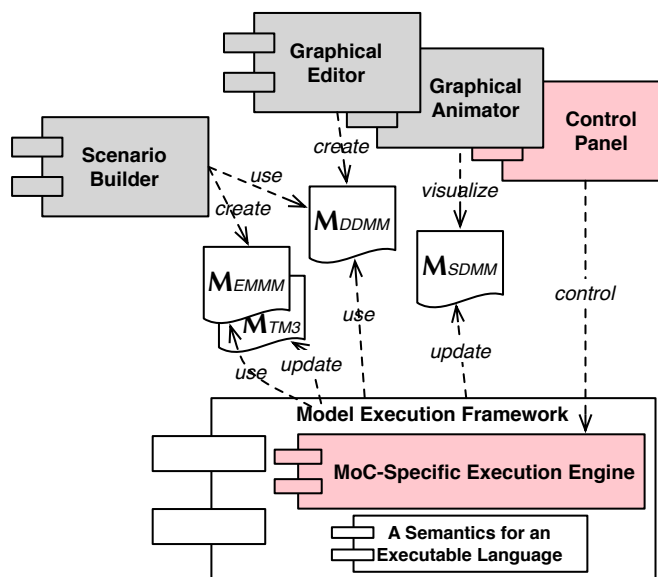 Graphical
Editor
Graphical
Animator
Control
Panel
Scenario
Builder
use
create
create
visualize
MDDMM
MEMMM
MTM3
MSDMM
control
use
use
update
update
Model Execution Framework
MoC-Specific Execution Engine
A Semantics for an
Executable Language